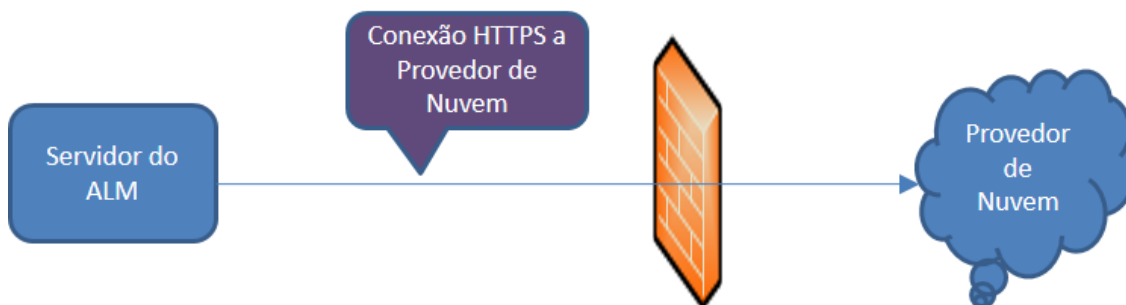 Conexão HTTPS a
Provedor de
Nuvem
Servidor do
ALM
Provedor
de
Nuvem